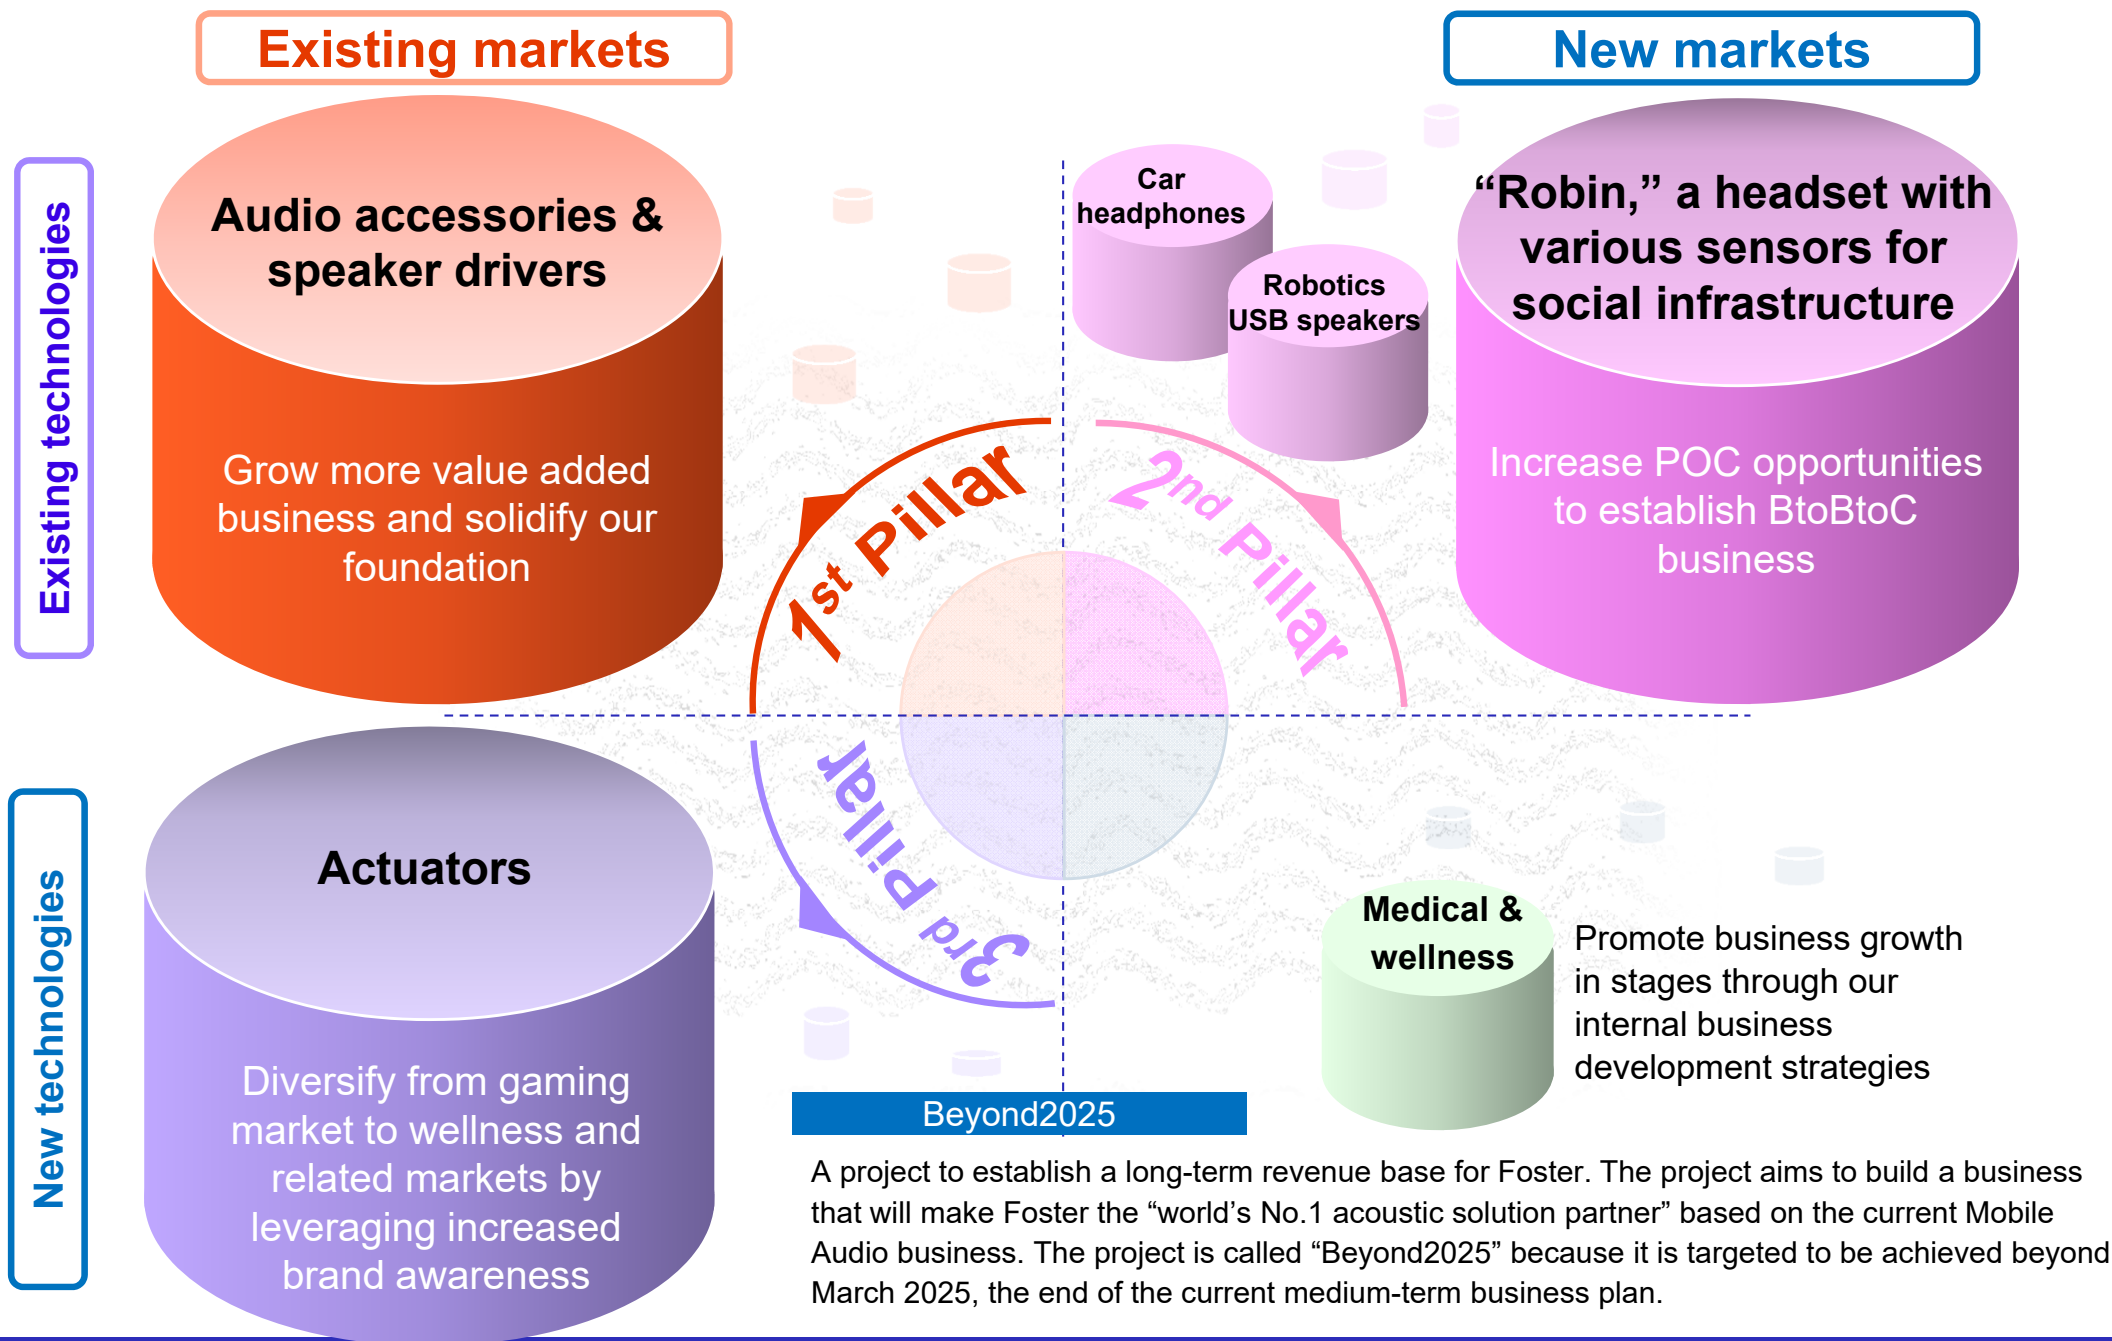 Existing markets
New markets
Existing technologies
Audio accessories &
speaker drivers
Grow more value added
business and solidify our
foundation
1st Pillar
Car
headphones
Robotics
USB speakers
2nd Pillar
“Robin,” a headset with
various sensors for
social infrastructure
Increase POC opportunities
to establish BtoBtoC
business
New technologies
Actuators
Diversify from gaming
market to wellness and
related markets by
leveraging increased
brand awareness
3rd Pillar
Medical &
wellness
Promote business growth
in stages through our
internal business
development strategies
Beyond2025
A project to establish a long-term revenue base for Foster. The project aims to build a business
that will make Foster the “world’s No.1 acoustic solution partner” based on the current Mobile
Audio business. The project is called “Beyond2025” because it is targeted to be achieved beyond
March 2025, the end of the current medium-term business plan.